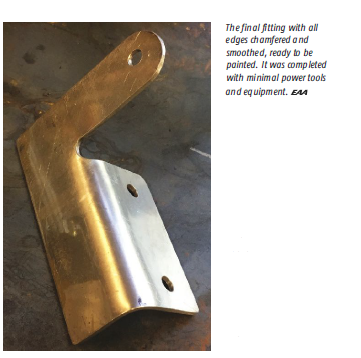 The final fitting with all
edges chamfered and
smoothed, ready to be
painted. It was completed
with minimal power tools
and equipment. EAA